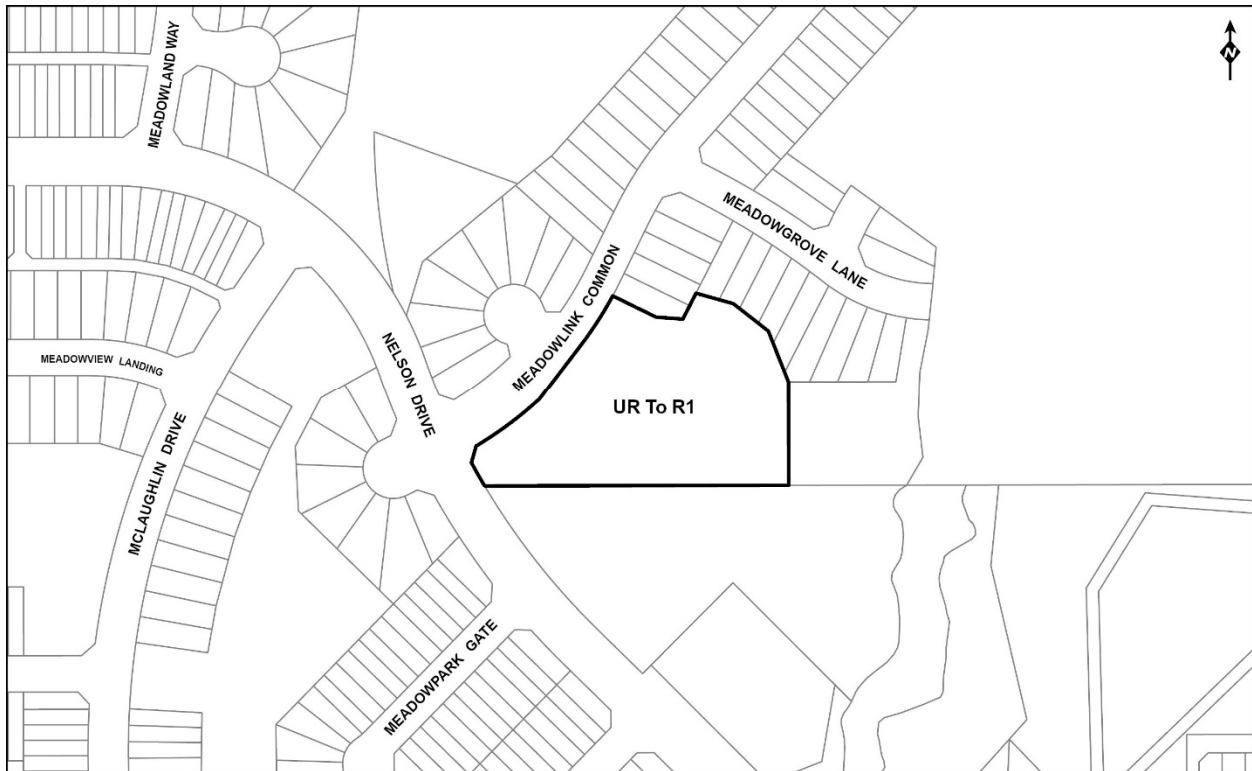 MEADOWLAND WAY
N
MEADOWGROVE LANE
MEADOWLINK COMMON
NELSON DRIVE
MEADOWVIEW LANDING
UR To R1
MCLAUGHLIN DRIVE
MEADOWPARK GATE